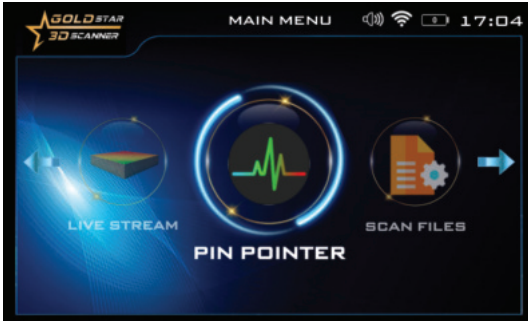 GOLD STAR
3D SCANNER
MAIN MENU
17:04
LIVE STREAM
PIN POINTER
SCAN FILES